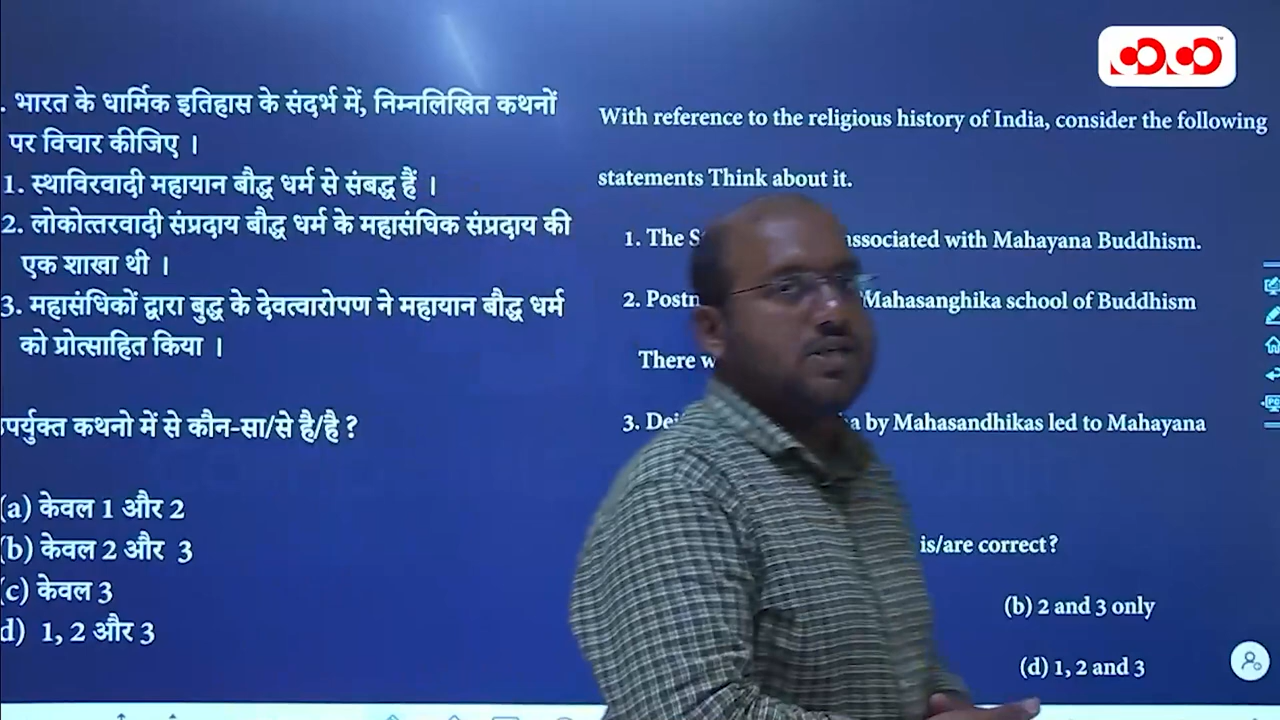 . भारत के धार्मिक इतिहास के संदर्भ में, निम्नलिखित कथनों
पर विचार कीजिए ।
1. स्थाविरवादी महायान बौद्ध धर्म से संबद्ध हैं ।
2. लोकोत्तरवादी संप्रदाय बौद्ध धर्म के महासंघिक संप्रदाय की
एक शाखा थी ।
3. महासंधिकों द्वारा बुद्ध के देवत्वारोपण ने महायान बौद्ध धर्म
को प्रोत्साहित किया ।
उपर्युक्त कथनो में से कौन-सा/से है/है ?
(a) केवल 1 और 2
(b) केवल 2 और 3
(c) केवल 3
d) 1, 2 और 3
With reference to the religious history of India, consider the following
statements Think about it.
1. The associated with Mahayana Buddhism.
2. Mahasanghika school of Buddhism
There
3. by Mahasandhikas led to Mahayana
is/are correct?
(b) 2 and 3 only
(d) 1, 2 and 3